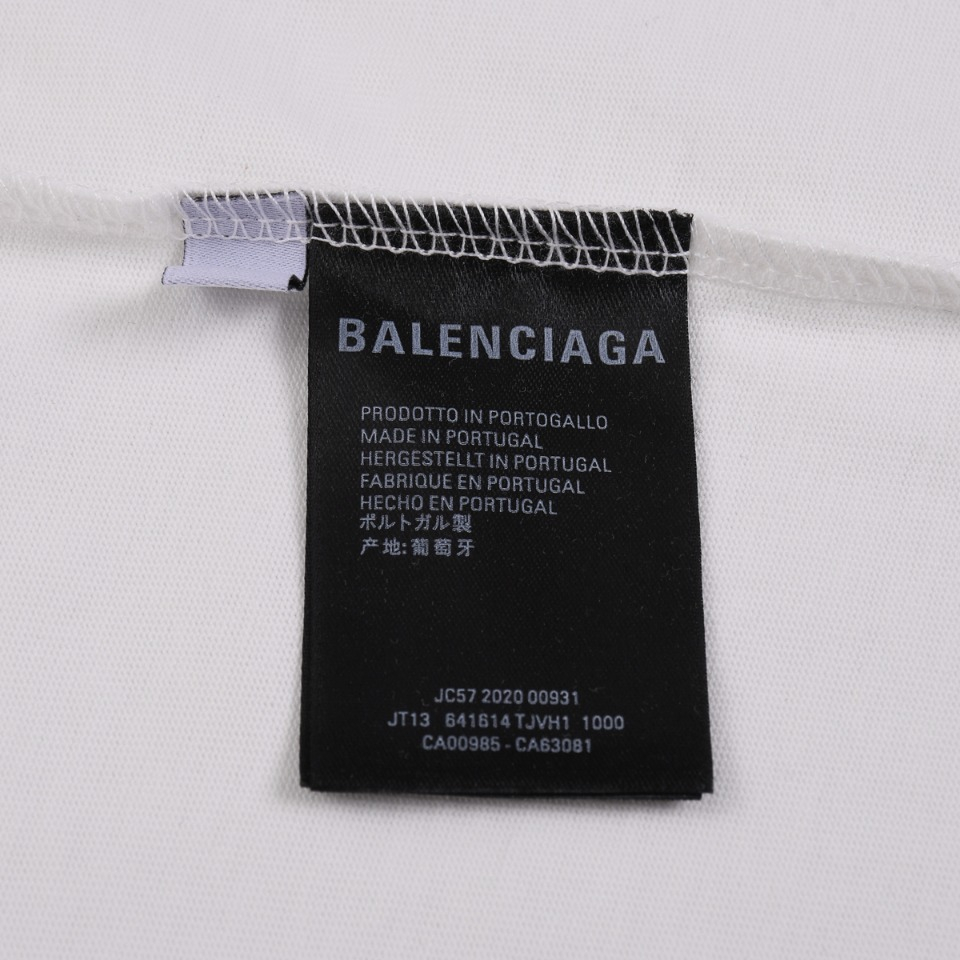 BALENCIAGA
PRODOTTO IN PORTOGALLO
MADE IN PORTUGAL
HERGESTELLT IN PORTUGAL
FABRIQUE EN PORTUGAL
HECHO EN PORTUGAL
ポルトガル製
产地:葡萄牙
JC57 2020 00931
JT13 641614 TJVH1 1000
CA00985 - CA63081